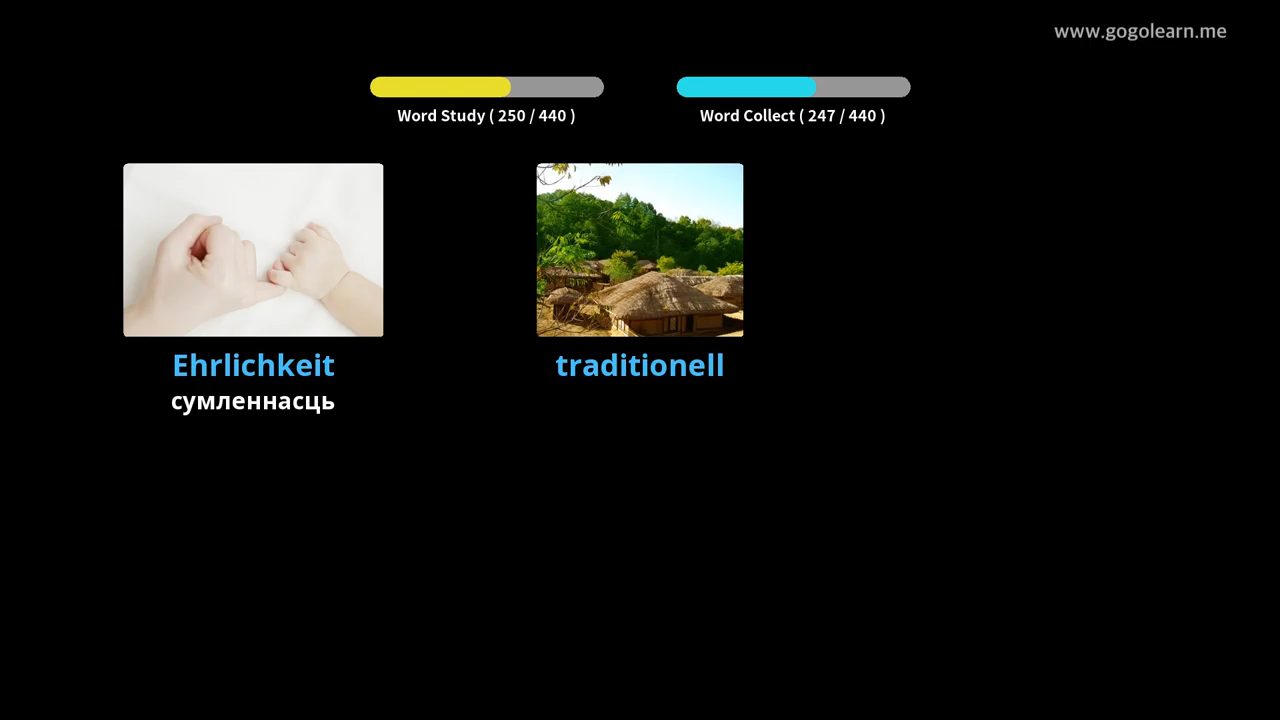 www.gogolearn.me
Word Study ( 250 / 440 )
Word Collect ( 247 / 440 )
Ehrlichkeit
traditionell
сумленнасць